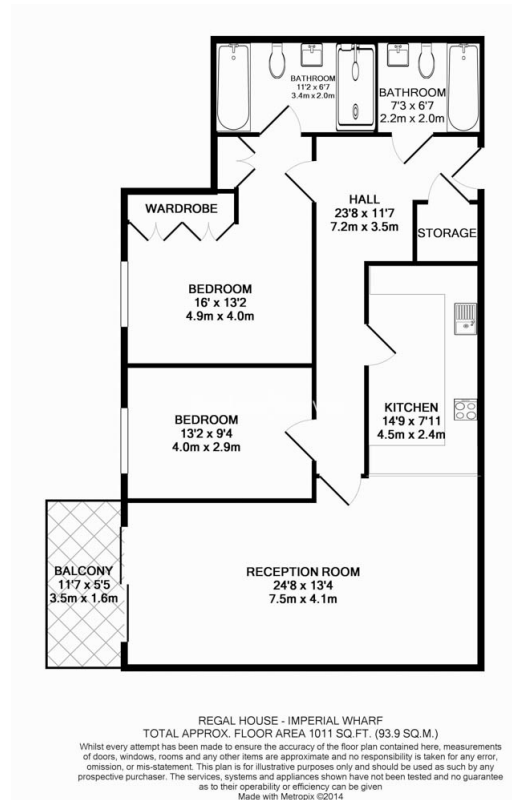 BATHROOM
11'2 x 6'7
3.4m x 2.0m
BATHROOM
7'3 x 6'7
2.2m x 2.0m
WARDROBE
HALL
23'8 x 11'7
7.2m x 3.5m
STORAGE
BEDROOM
16' x 13'2
4.9m x 4.0m
BEDROOM
13'2 x 9'4
4.0m x 2.9m
KITCHEN
14'9 x 7'11
4.5m x 2.4m
BALCONY
11'7 x 5'5
3.5m x 1.6m
RECEPTION ROOM
24'8 x 13'4
7.5m x 4.1m
REGAL HOUSE - IMPERIAL WHARF
TOTAL APPROX. FLOOR AREA 1011 SQ.FT. (93.9 SQ.M.)
Whilst every attempt has been made to ensure the accuracy of the floor plan contained here, measurements
of doors, windows, rooms and any other items are approximate and no responsibility is taken for any error,
omission, or mis-statement. This plan is for illustrative purposes only and should be used as such by any
prospective purchaser. The services, systems and appliances shown have not been tested and no guarantee
as to their operability or efficiency can be given
Made with Metropix ©2014